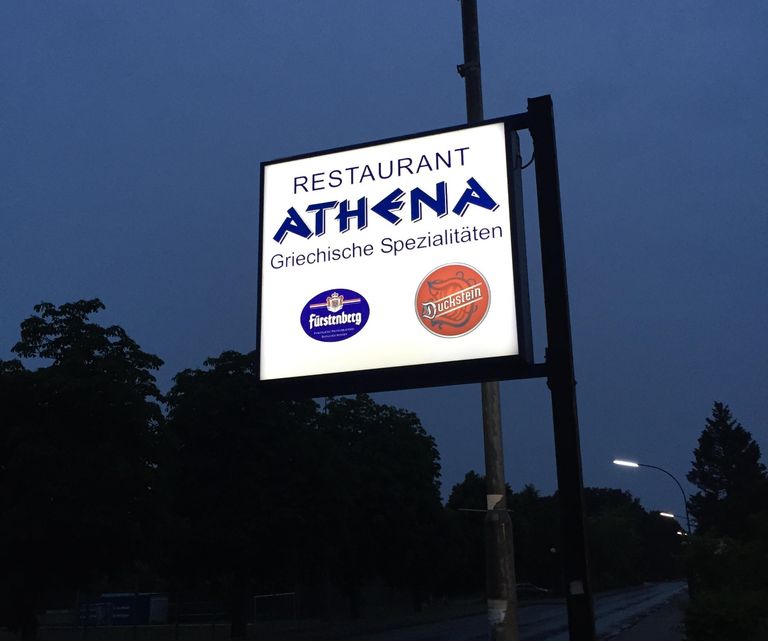 RESTAURANT
ATHENA
Griechische Spezialitäten
Fürstenberg
Duckstein